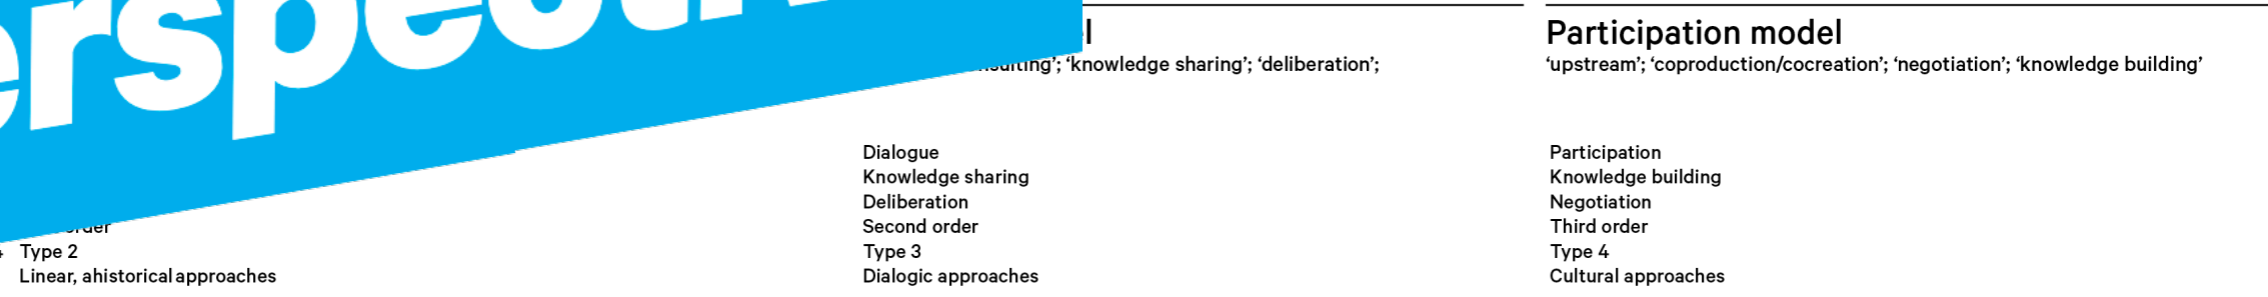 Participation model
‘knowledge sharing’; ‘deliberation’;
‘upstream’; ‘coproduction/cocreation’; ‘negotiation’; ‘knowledge building’
Type 2
Linear, ahistorical approaches
Dialogue
Knowledge sharing
Deliberation
Second order
Type 3
Dialogic approaches
Participation
Knowledge building
Negotiation
Third order
Type 4
Cultural approaches